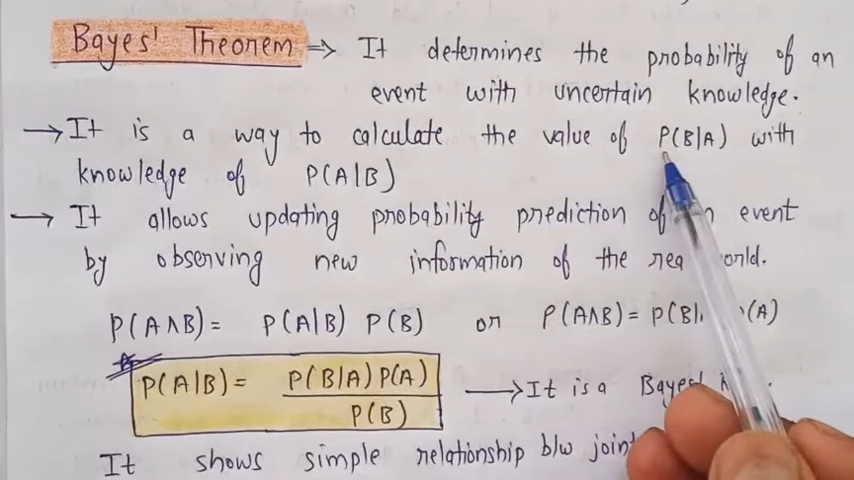 Bayes' Theorem ⇒ It determines the probability of an
event with uncertain knowledge.
→ It is a way to calculate the value of P(B|A) with
knowledge of P(A|B)
→ It allows updating probability prediction of event
by observing new information of the
P(A∧B) = P(A|B) P(B) or P(A∧B) = P(B| (A)
P(A|B) = P(B|A) P(A) / P(B) → It is a Bayes'
It shows simple relationship b/w joint